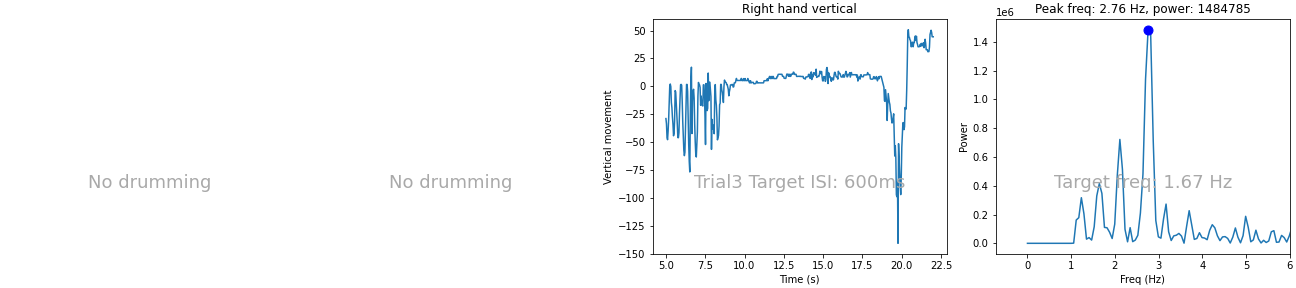 No drumming
No drumming
Right hand vertical
Vertical movement
50
25
0
−25
−50
−75
−100
−125
−150
Trial3 Target ISI: 600ms
5.0 7.5 10.0 12.5 15.0 17.5 20.0 22.5
Time (s)
Peak freq: 2.76 Hz, power: 1484785
1e6
Power
1.4
1.2
1.0
0.8
0.6
0.4
0.2
0.0
Target freq: 1.67 Hz
0 1 2 3 4 5 6
Freq (Hz)